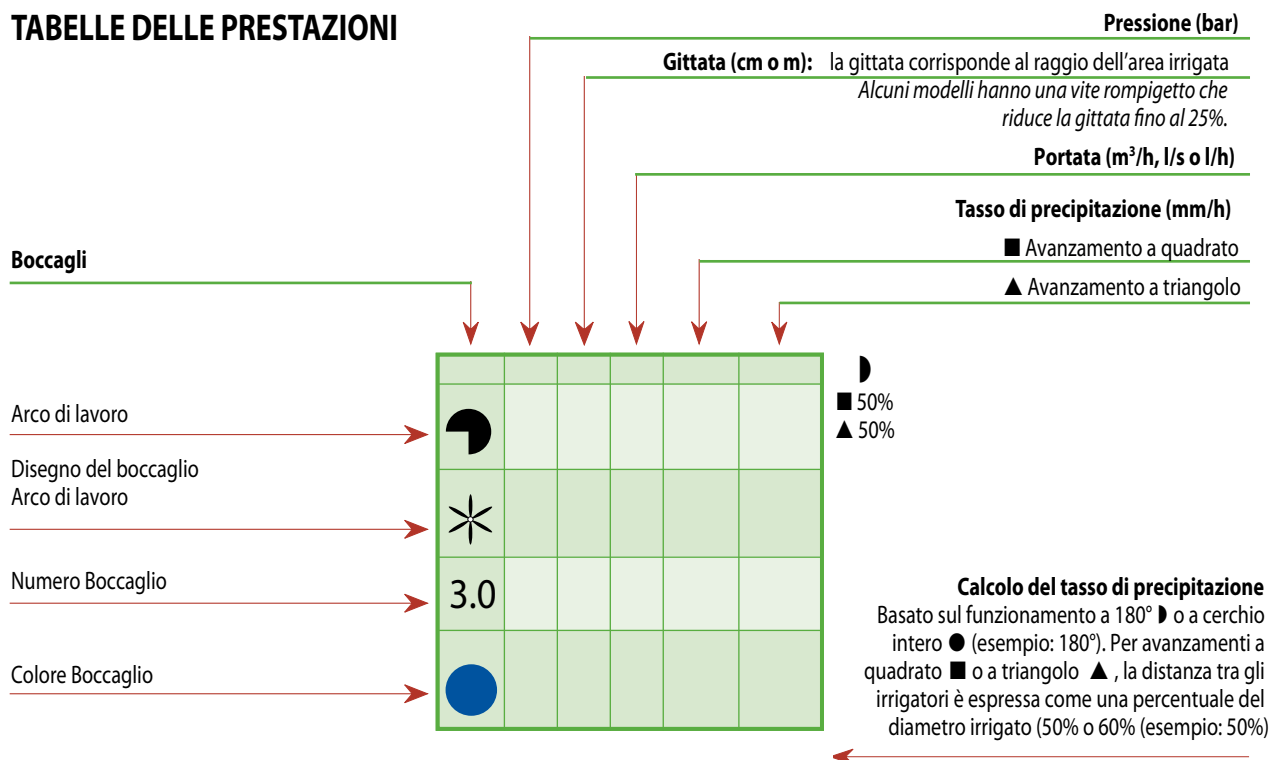 TABELLE DELLE PRESTAZIONI
Pressione (bar)
Gittata (cm o m): la gittata corrisponde al raggio dell'area irrigata
Alcuni modelli hanno una vite rompigetto che
riduce la gittata fino al 25%.
Portata (m³/h, l/s o l/h)
Tasso di precipitazione (mm/h)
■ Avanzamento a quadrato
▲ Avanzamento a triangolo
Boccagli
◗
■ 50%
▲ 50%
Arco di lavoro
Disegno del boccaglio
Arco di lavoro
Numero Boccaglio
3.0
Colore Boccaglio
Calcolo del tasso di precipitazione
Basato sul funzionamento a 180° ◗ o a cerchio
intero ● (esempio: 180°). Per avanzamenti a
quadrato ■ o a triangolo ▲ , la distanza tra gli
irrigatori è espressa come una percentuale del
diametro irrigato (50% o 60% (esempio: 50%)